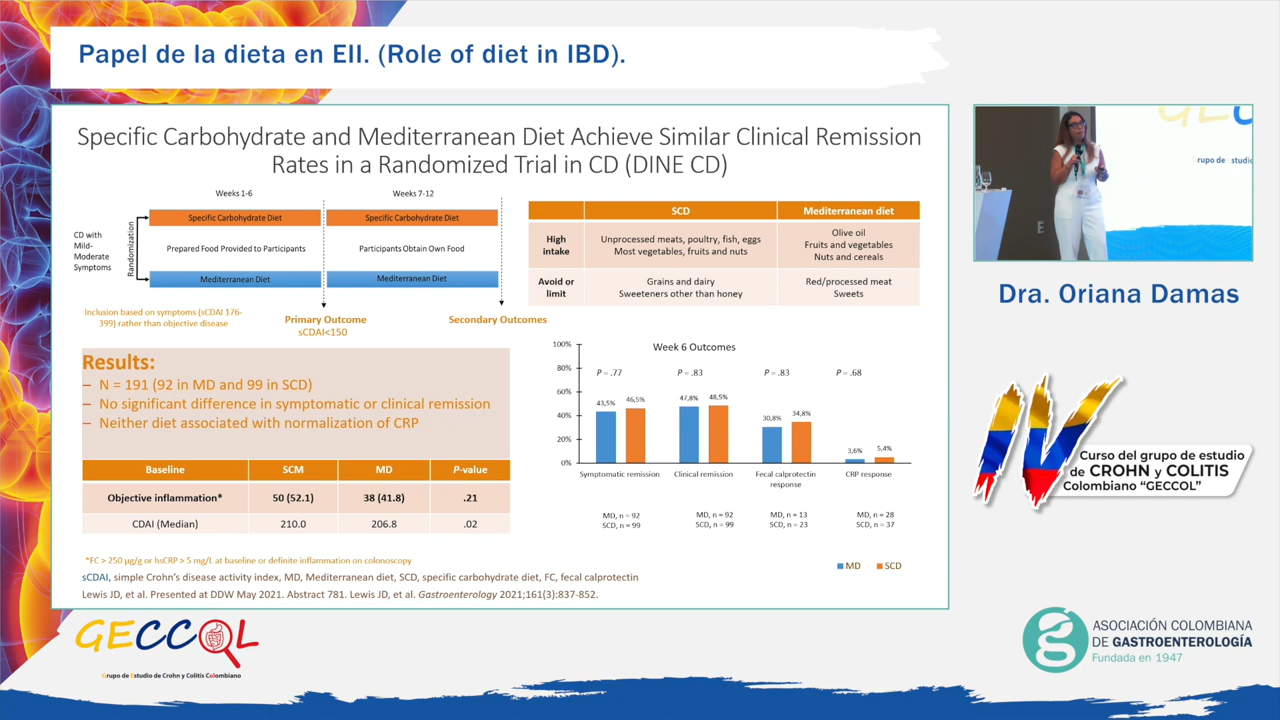 Papel de la dieta en EII. (Role of diet in IBD).
Specific Carbohydrate and Mediterranean Diet Achieve Similar Clinical Remission
Rates in a Randomized Trial in CD (DINE CD)
Weeks 1-6
Weeks 7-12
CD with
Mild-
Moderate
Symptoms
Randomization
Specific Carbohydrate Diet
Specific Carbohydrate Diet
Prepared Food Provided to Participants
Participants Obtain Own Food
Mediterranean Diet
Mediterranean Diet
Inclusion based on symptoms (sCDAI 176-
399) rather than objective disease
Primary Outcome
sCDAI<150
Secondary Outcomes
SCD
Mediterranean diet
High
intake
Unprocessed meats, poultry, fish, eggs
Most vegetables, fruits and nuts
Olive oil
Fruits and vegetables
Nuts and cereals
Avoid or
limit
Grains and dairy
Sweeteners other than honey
Red/processed meat
Sweets
Results:
– N = 191 (92 in MD and 99 in SCD)
– No significant difference in symptomatic or clinical remission
– Neither diet associated with normalization of CRP
Baseline SCM MD P-value
Objective inflammation* 50 (52.1) 38 (41.8) .21
CDAI (Median) 210.0 206.8 .02
Week 6 Outcomes
100%
80%
60%
40%
20%
0%
P = .77
P = .83
P = .83
P = .68
43,5% 46,5%
47,8% 48,5%
30,8% 34,8%
3,6% 5,4%
Symptomatic remission
Clinical remission
Fecal calprotectin
response
CRP response
MD, n = 92
SCD, n = 99
MD, n = 92
SCD, n = 99
MD, n = 13
SCD, n = 23
MD, n = 28
SCD, n = 37
MD SCD
*FC > 250 µg/g or hsCRP > 5 mg/L at baseline or definite inflammation on colonoscopy
sCDAI, simple Crohn's disease activity index, MD, Mediterranean diet, SCD, specific carbohydrate diet, FC, fecal calprotectin
Lewis JD, et al. Presented at DDW May 2021. Abstract 781. Lewis JD, et al. Gastroenterology 2021;161(3):837-852.
rupo de Estudio
Dra. Oriana Damas
IV
Curso del grupo de estudio
de CROHN y COLITIS
Colombiano “GECCOL”
GECCOL
Grupo de Estudio de Crohn y Colitis Colombiano
ASOCIACIÓN COLOMBIANA
DE GASTROENTEROLOGÍA
Fundada en 1947